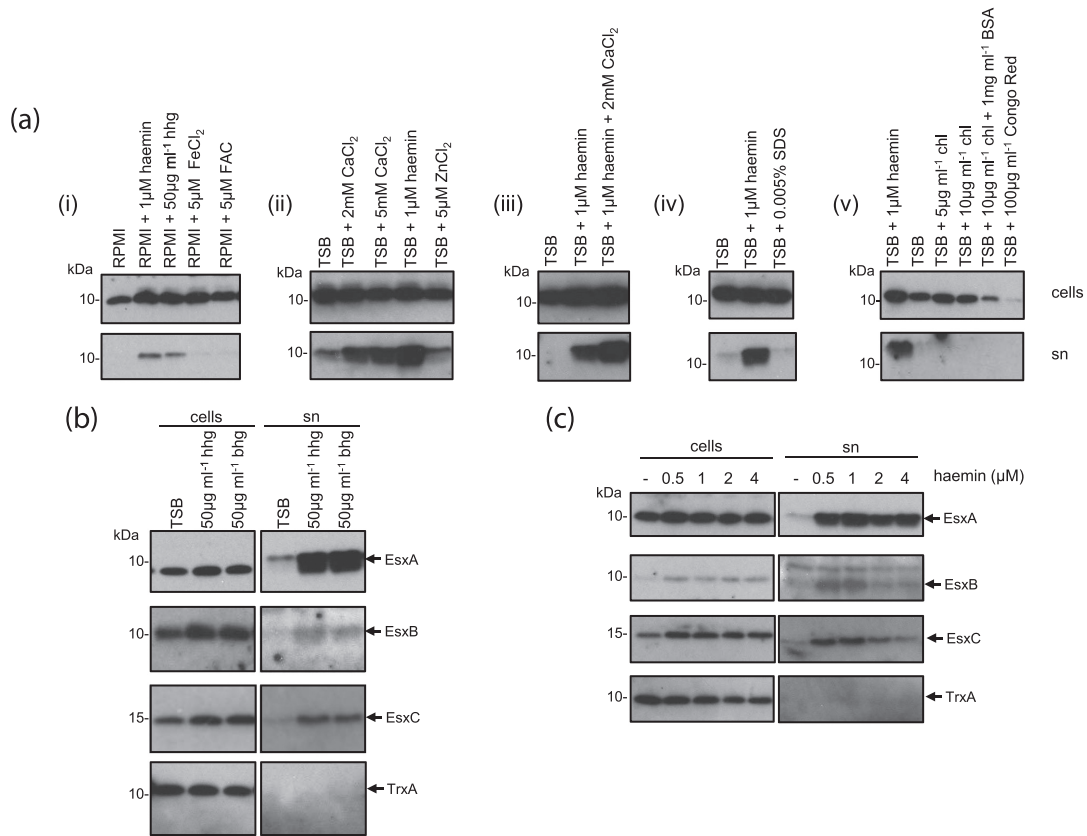 (a)
(i)
RPMI
RPMI + 1µM haemin
RPMI + 50µg ml-1 hhg
RPMI + 5µM FeCl2
RPMI + 5µM FAC
kDa
10-
10-
(ii)
TSB
TSB + 2mM CaCl2
TSB + 5mM CaCl2
TSB + 1µM haemin
TSB + 5µM ZnCl2
kDa
10-
10-
(iii)
TSB
TSB + 1µM haemin
TSB + 1µM haemin + 2mM CaCl2
kDa
10-
10-
(iv)
TSB
TSB + 1µM haemin
TSB + 0.005% SDS
kDa
10-
10-
(v)
TSB + 1µM haemin
TSB
TSB + 5µg ml-1 chl
TSB + 10µg ml-1 chl
TSB + 10µg ml-1 chl + 1mg ml-1 BSA
TSB + 100µg ml-1 Congo Red
kDa
10-
10-
cells
sn
(b)
cells
sn
TSB
50µg ml-1 hhg
50µg ml-1 bhg
TSB
50µg ml-1 hhg
50µg ml-1 bhg
kDa
10-
EsxA
10-
EsxB
15-
EsxC
10-
TrxA
(c)
cells
sn
- 0.5 1 2 4
- 0.5 1 2 4
haemin (µM)
kDa
10-
EsxA
10-
EsxB
15-
EsxC
10-
TrxA